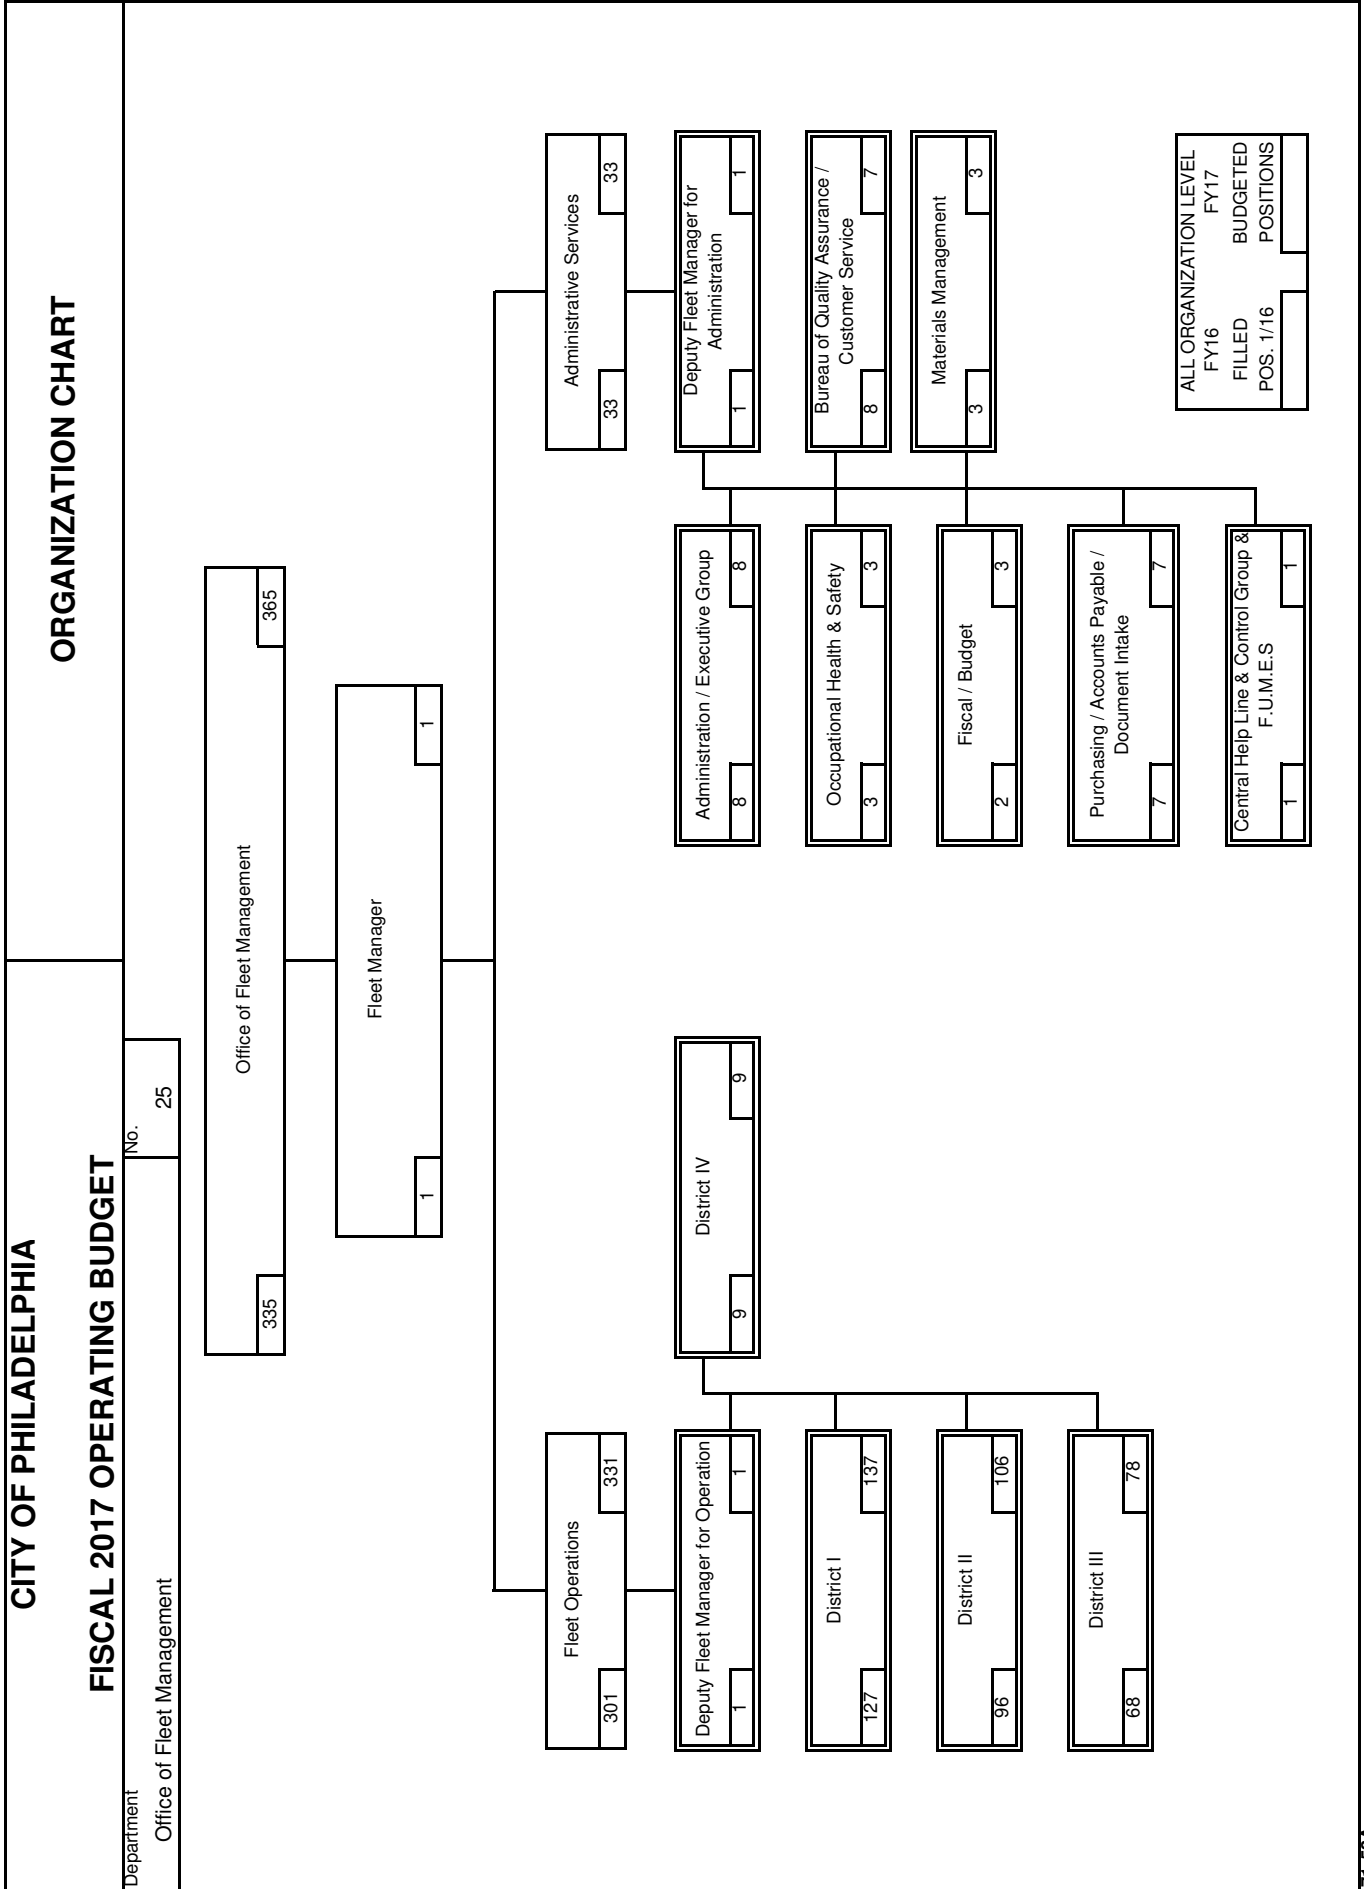 CITY OF PHILADELPHIA
ORGANIZATION CHART
FISCAL 2017 OPERATING BUDGET
Department
No.
Office of Fleet Management
25
Office of Fleet Management
335
365
Fleet Manager
1
1
Fleet Operations
301
331
Administrative Services
33
33
Deputy Fleet Manager for Operation
1
1
District IV
9
9
Administration / Executive Group
8
8
Deputy Fleet Manager for
Administration
1
1
District I
127
137
Occupational Health & Safety
3
3
Bureau of Quality Assurance /
Customer Service
8
7
District II
96
106
Fiscal / Budget
2
3
Materials Management
3
3
District III
68
78
Purchasing / Accounts Payable /
Document Intake
7
7
Central Help Line & Control Group &
F.U.M.E.S
1
1
ALL ORGANIZATION LEVEL
FY16 FY17
FILLED BUDGETED
POS. 1/16 POSITIONS